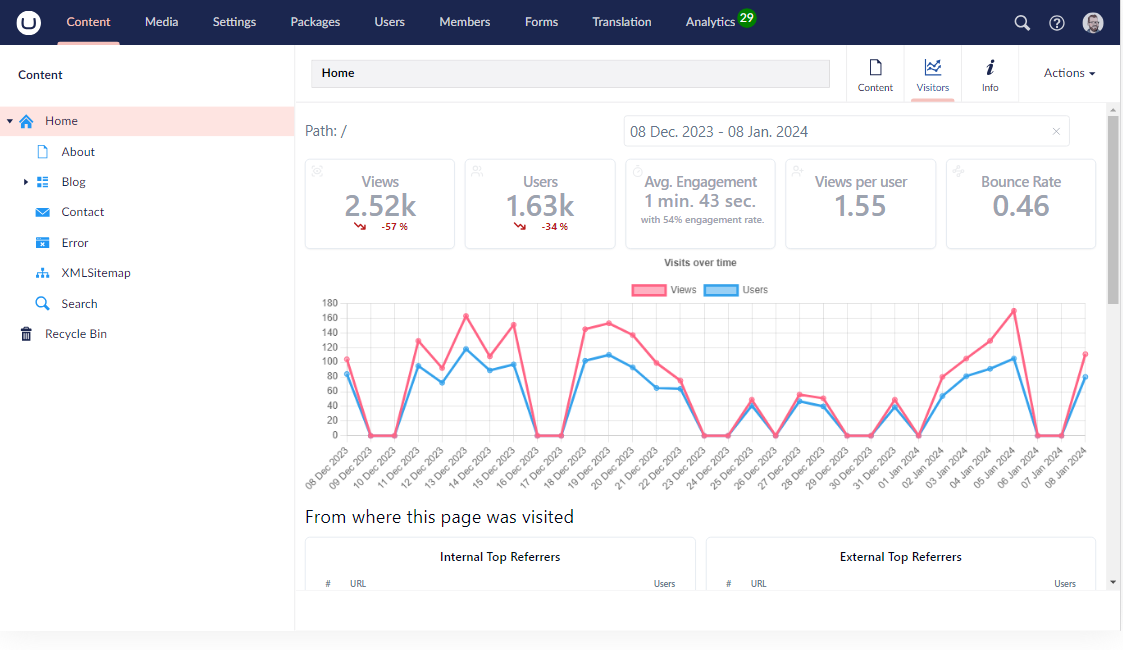 Content Media Settings Packages Users Members Forms Translation Analytics 29
Content
Home
About
Blog
Contact
Error
XMLSitemap
Search
Recycle Bin
Home
Content Visitors Info Actions
Path: /
08 Dec. 2023 - 08 Jan. 2024
Views
2.52k
-57 %
Users
1.63k
-34 %
Avg. Engagement
1 min. 43 sec.
with 54% engagement rate.
Views per user
1.55
Bounce Rate
0.46
Visits over time
Views Users
180
160
140
120
100
80
60
40
20
0
08 Dec 2023
09 Dec 2023
10 Dec 2023
11 Dec 2023
12 Dec 2023
13 Dec 2023
14 Dec 2023
15 Dec 2023
16 Dec 2023
17 Dec 2023
18 Dec 2023
19 Dec 2023
20 Dec 2023
21 Dec 2023
22 Dec 2023
23 Dec 2023
24 Dec 2023
25 Dec 2023
26 Dec 2023
27 Dec 2023
28 Dec 2023
29 Dec 2023
30 Dec 2023
31 Dec 2023
01 Jan 2024
02 Jan 2024
03 Jan 2024
04 Jan 2024
05 Jan 2024
06 Jan 2024
07 Jan 2024
08 Jan 2024
From where this page was visited
Internal Top Referrers
# URL Users
External Top Referrers
# URL Users